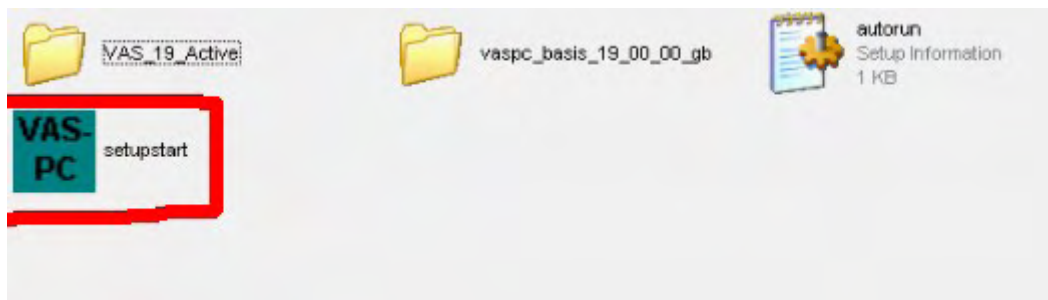 VAS_19_Active
vaspc_basis_19_00_00_gb
autorun
Setup Information
1 KB
VAS-
PC
setupstart